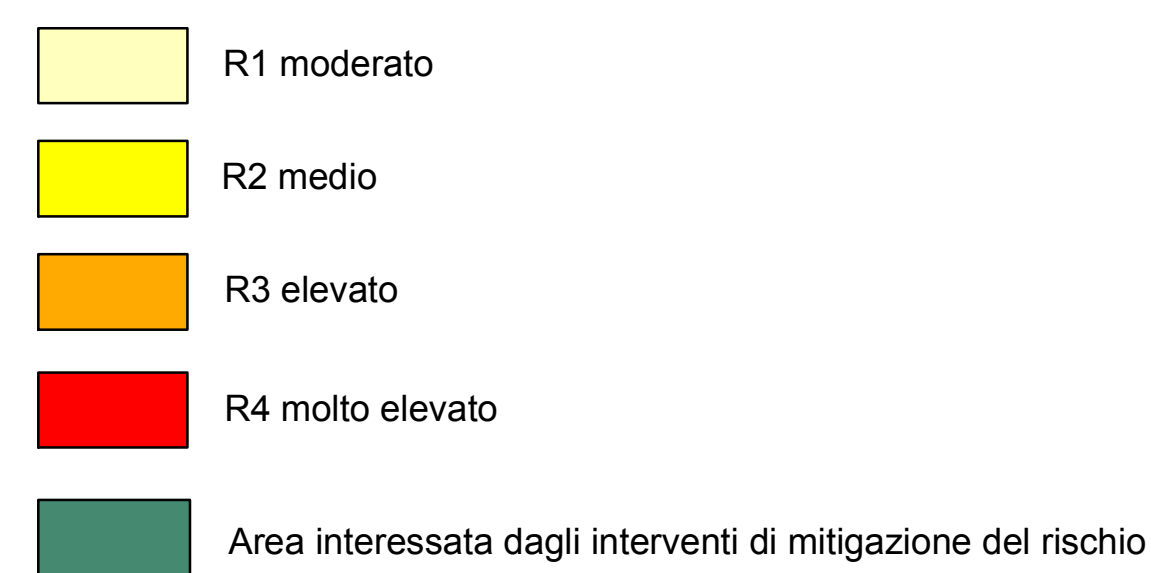 R1 moderato
R2 medio
R3 elevato
R4 molto elevato
Area interessata dagli interventi di mitigazione del rischio